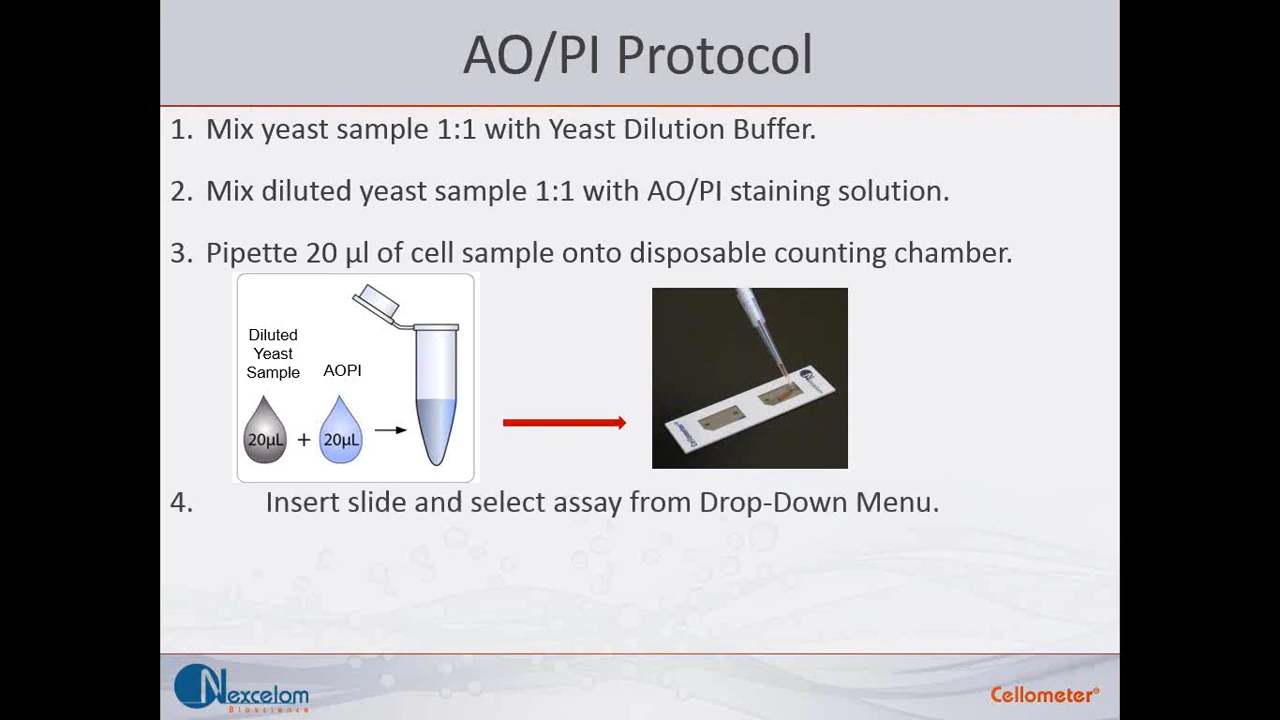 AO/PI Protocol
1. Mix yeast sample 1:1 with Yeast Dilution Buffer.
2. Mix diluted yeast sample 1:1 with AO/PI staining solution.
3. Pipette 20 µl of cell sample onto disposable counting chamber.
Diluted
Yeast
Sample
AOPI
20µL + 20µL
Nexcelom
Cellometer®
4. Insert slide and select assay from Drop-Down Menu.
Nexcelom
Bioscience
Cellometer®